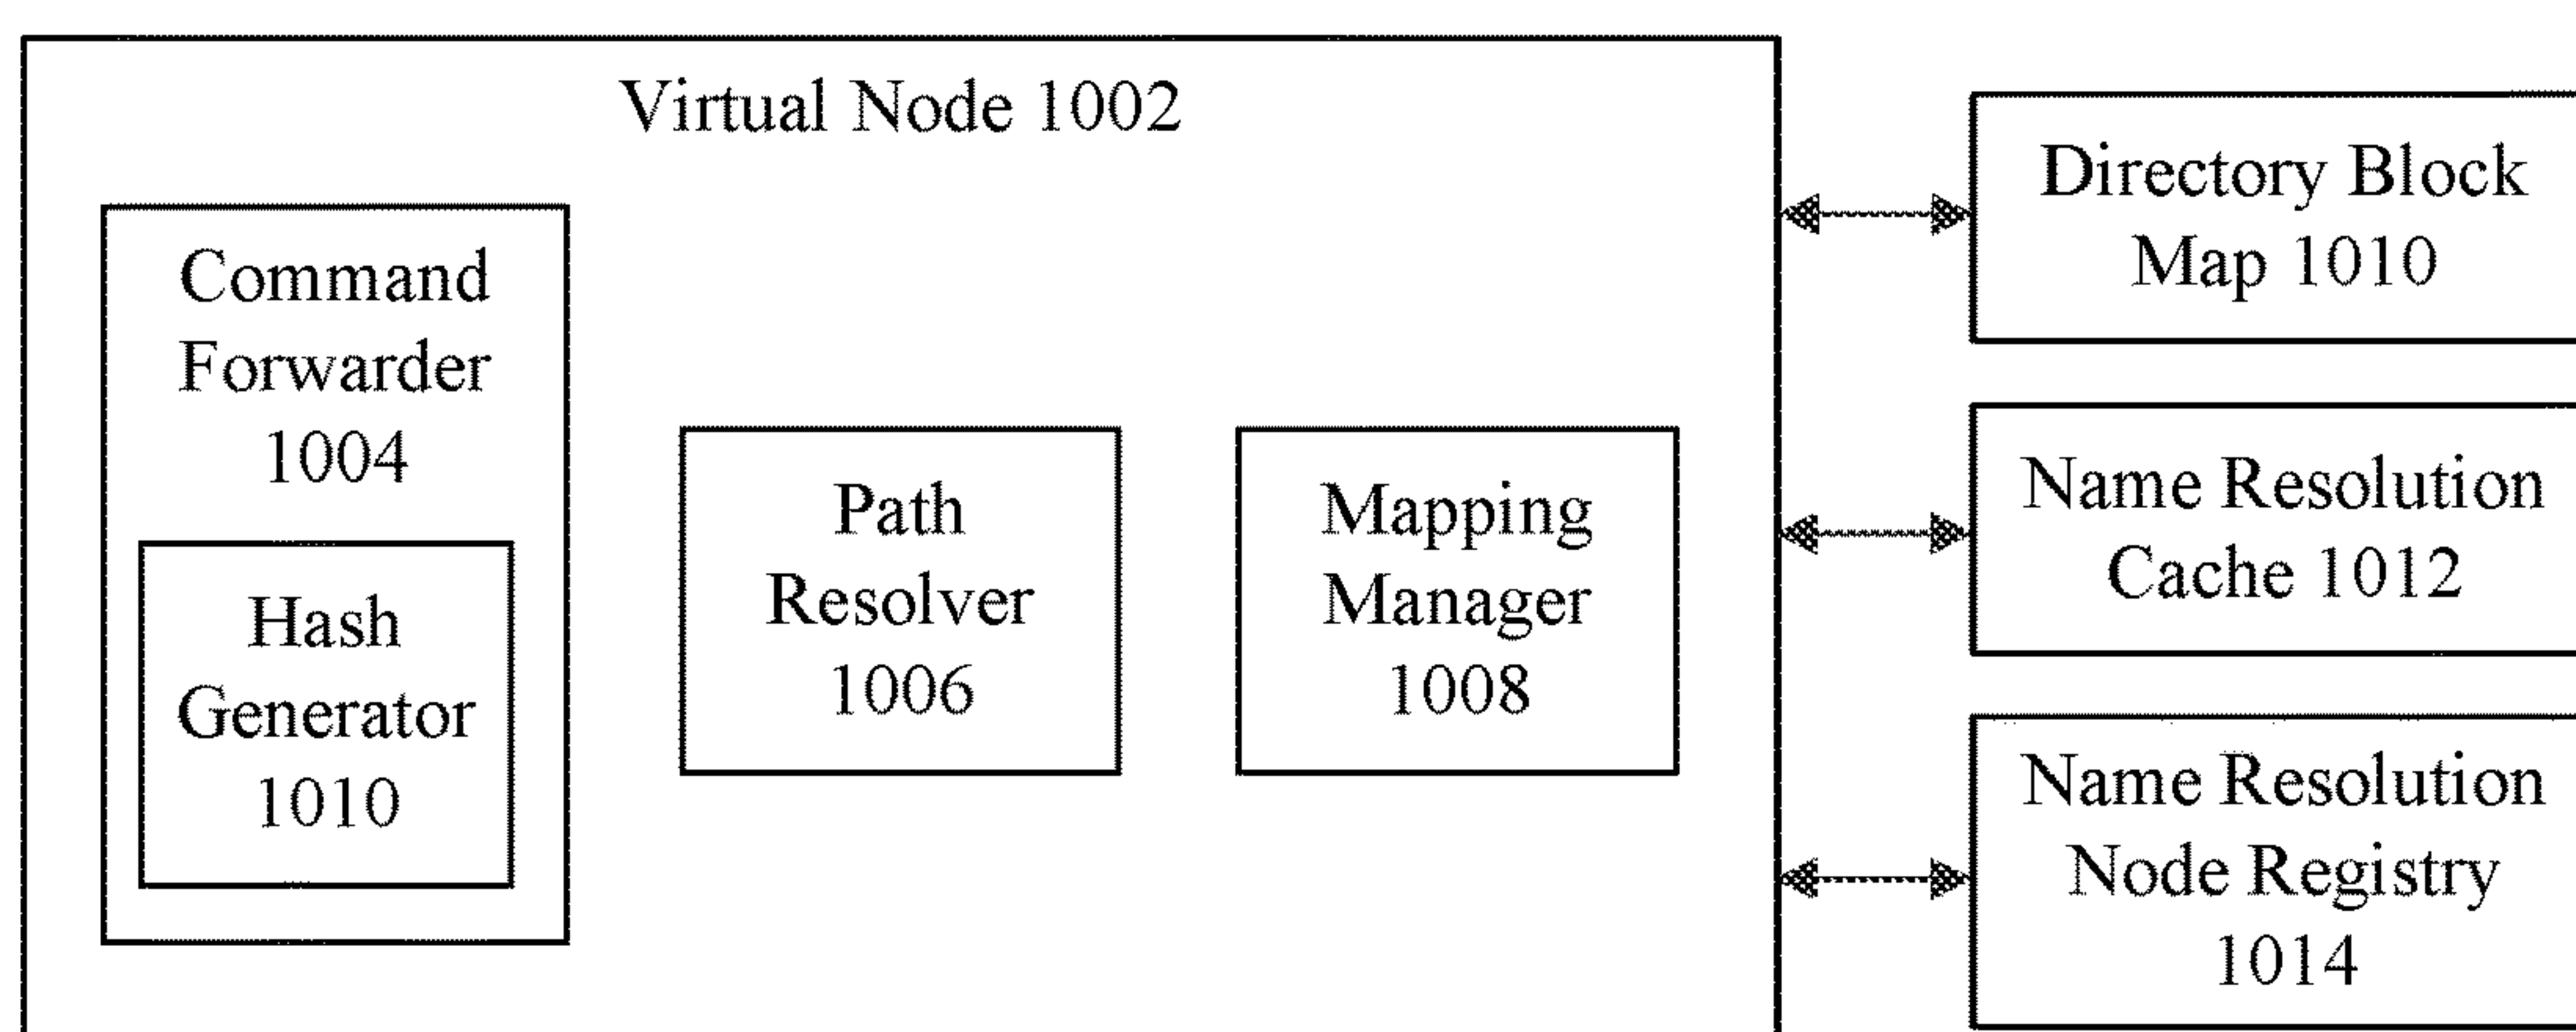 Virtual Node 1002
Command
Forwarder
1004
Hash
Generator
1010
Path
Resolver
1006
Mapping
Manager
1008
Directory Block
Map 1010
Name Resolution
Cache 1012
Name Resolution
Node Registry
1014